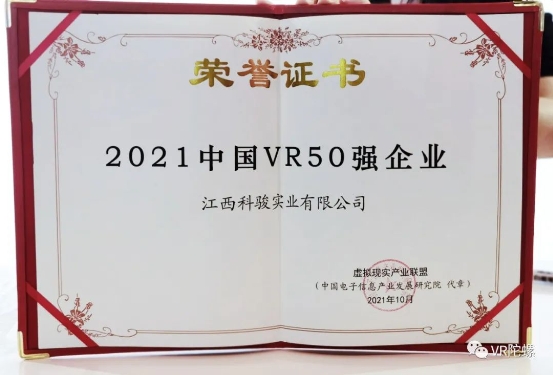 荣誉证书
2021中国VR50强企业
江西科骏实业有限公司
虚拟现实产业联盟
（中国电子信息产业发展研究院 代章）
2021年10月
VR陀螺